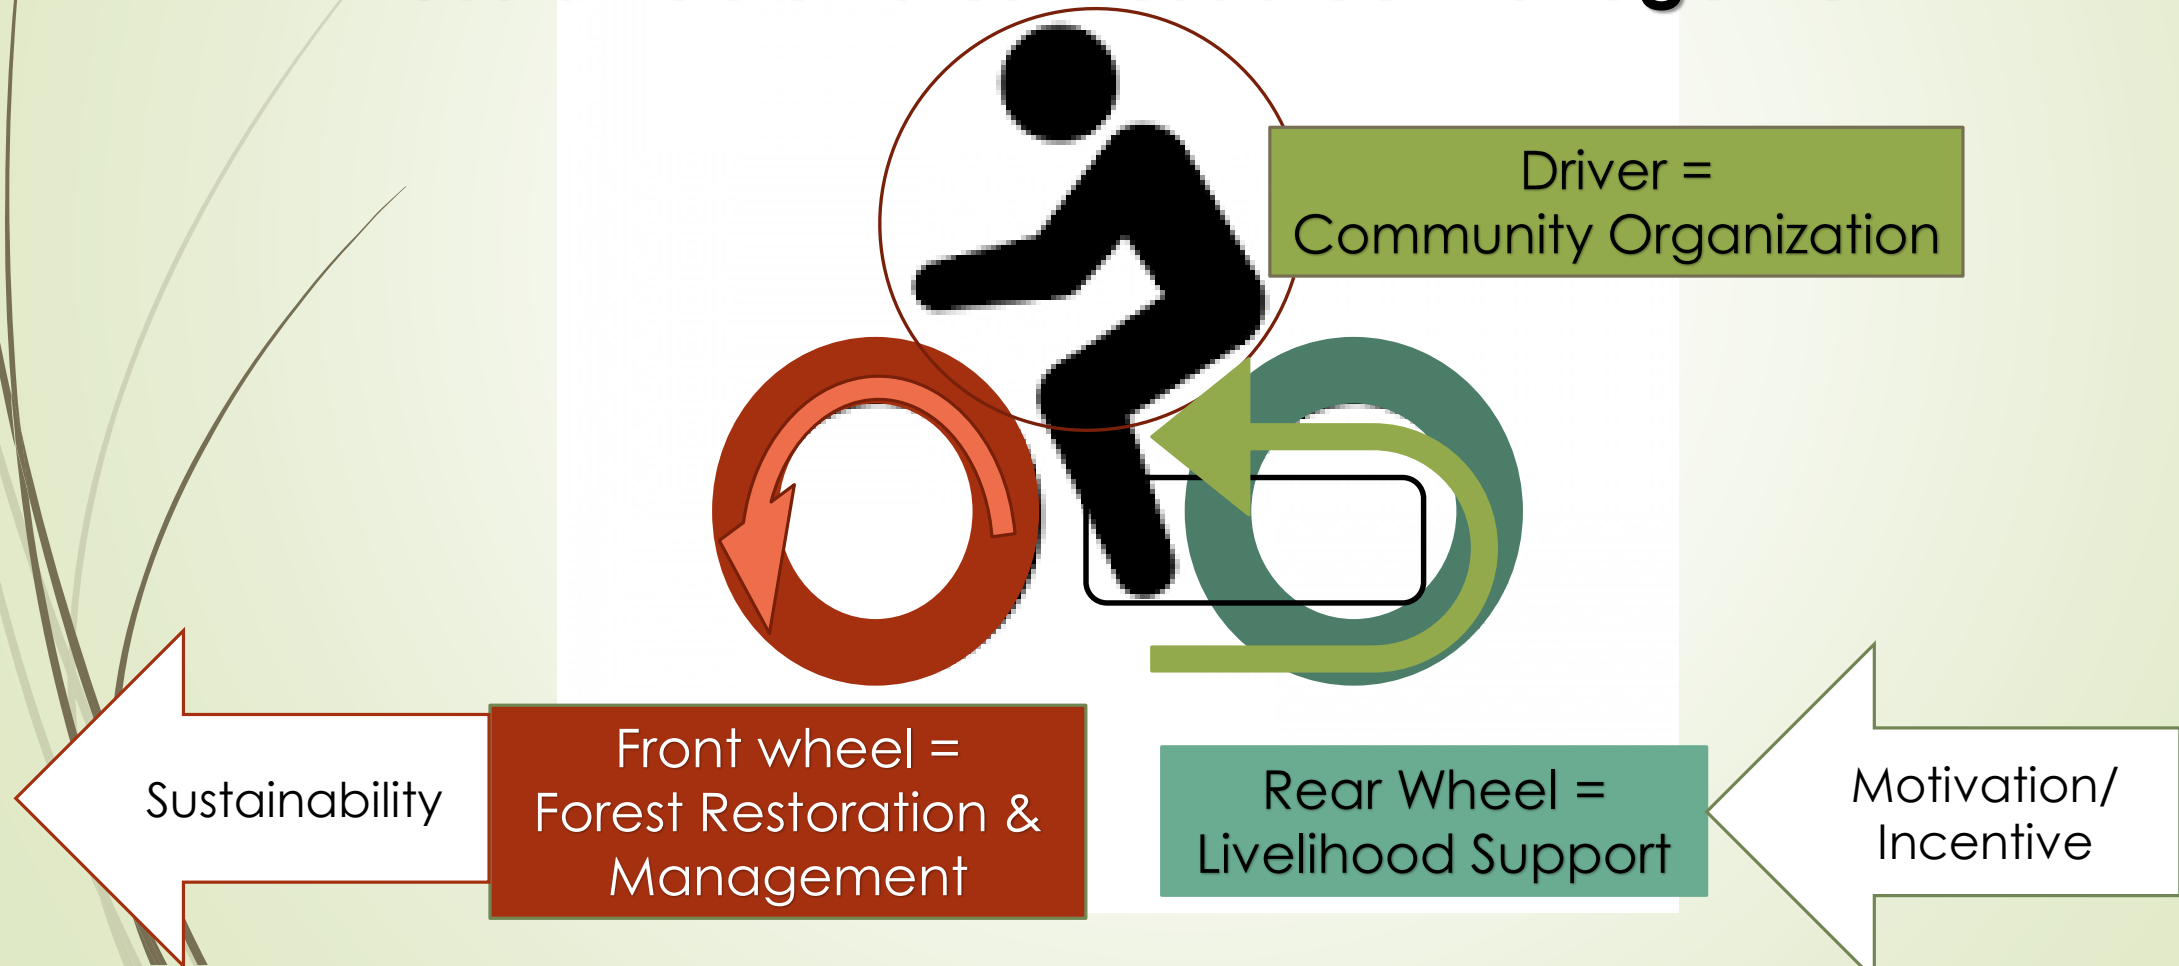 Driver =
Community Organization
Sustainability
Front wheel =
Forest Restoration &
Management
Rear Wheel =
Livelihood Support
Motivation/
Incentive